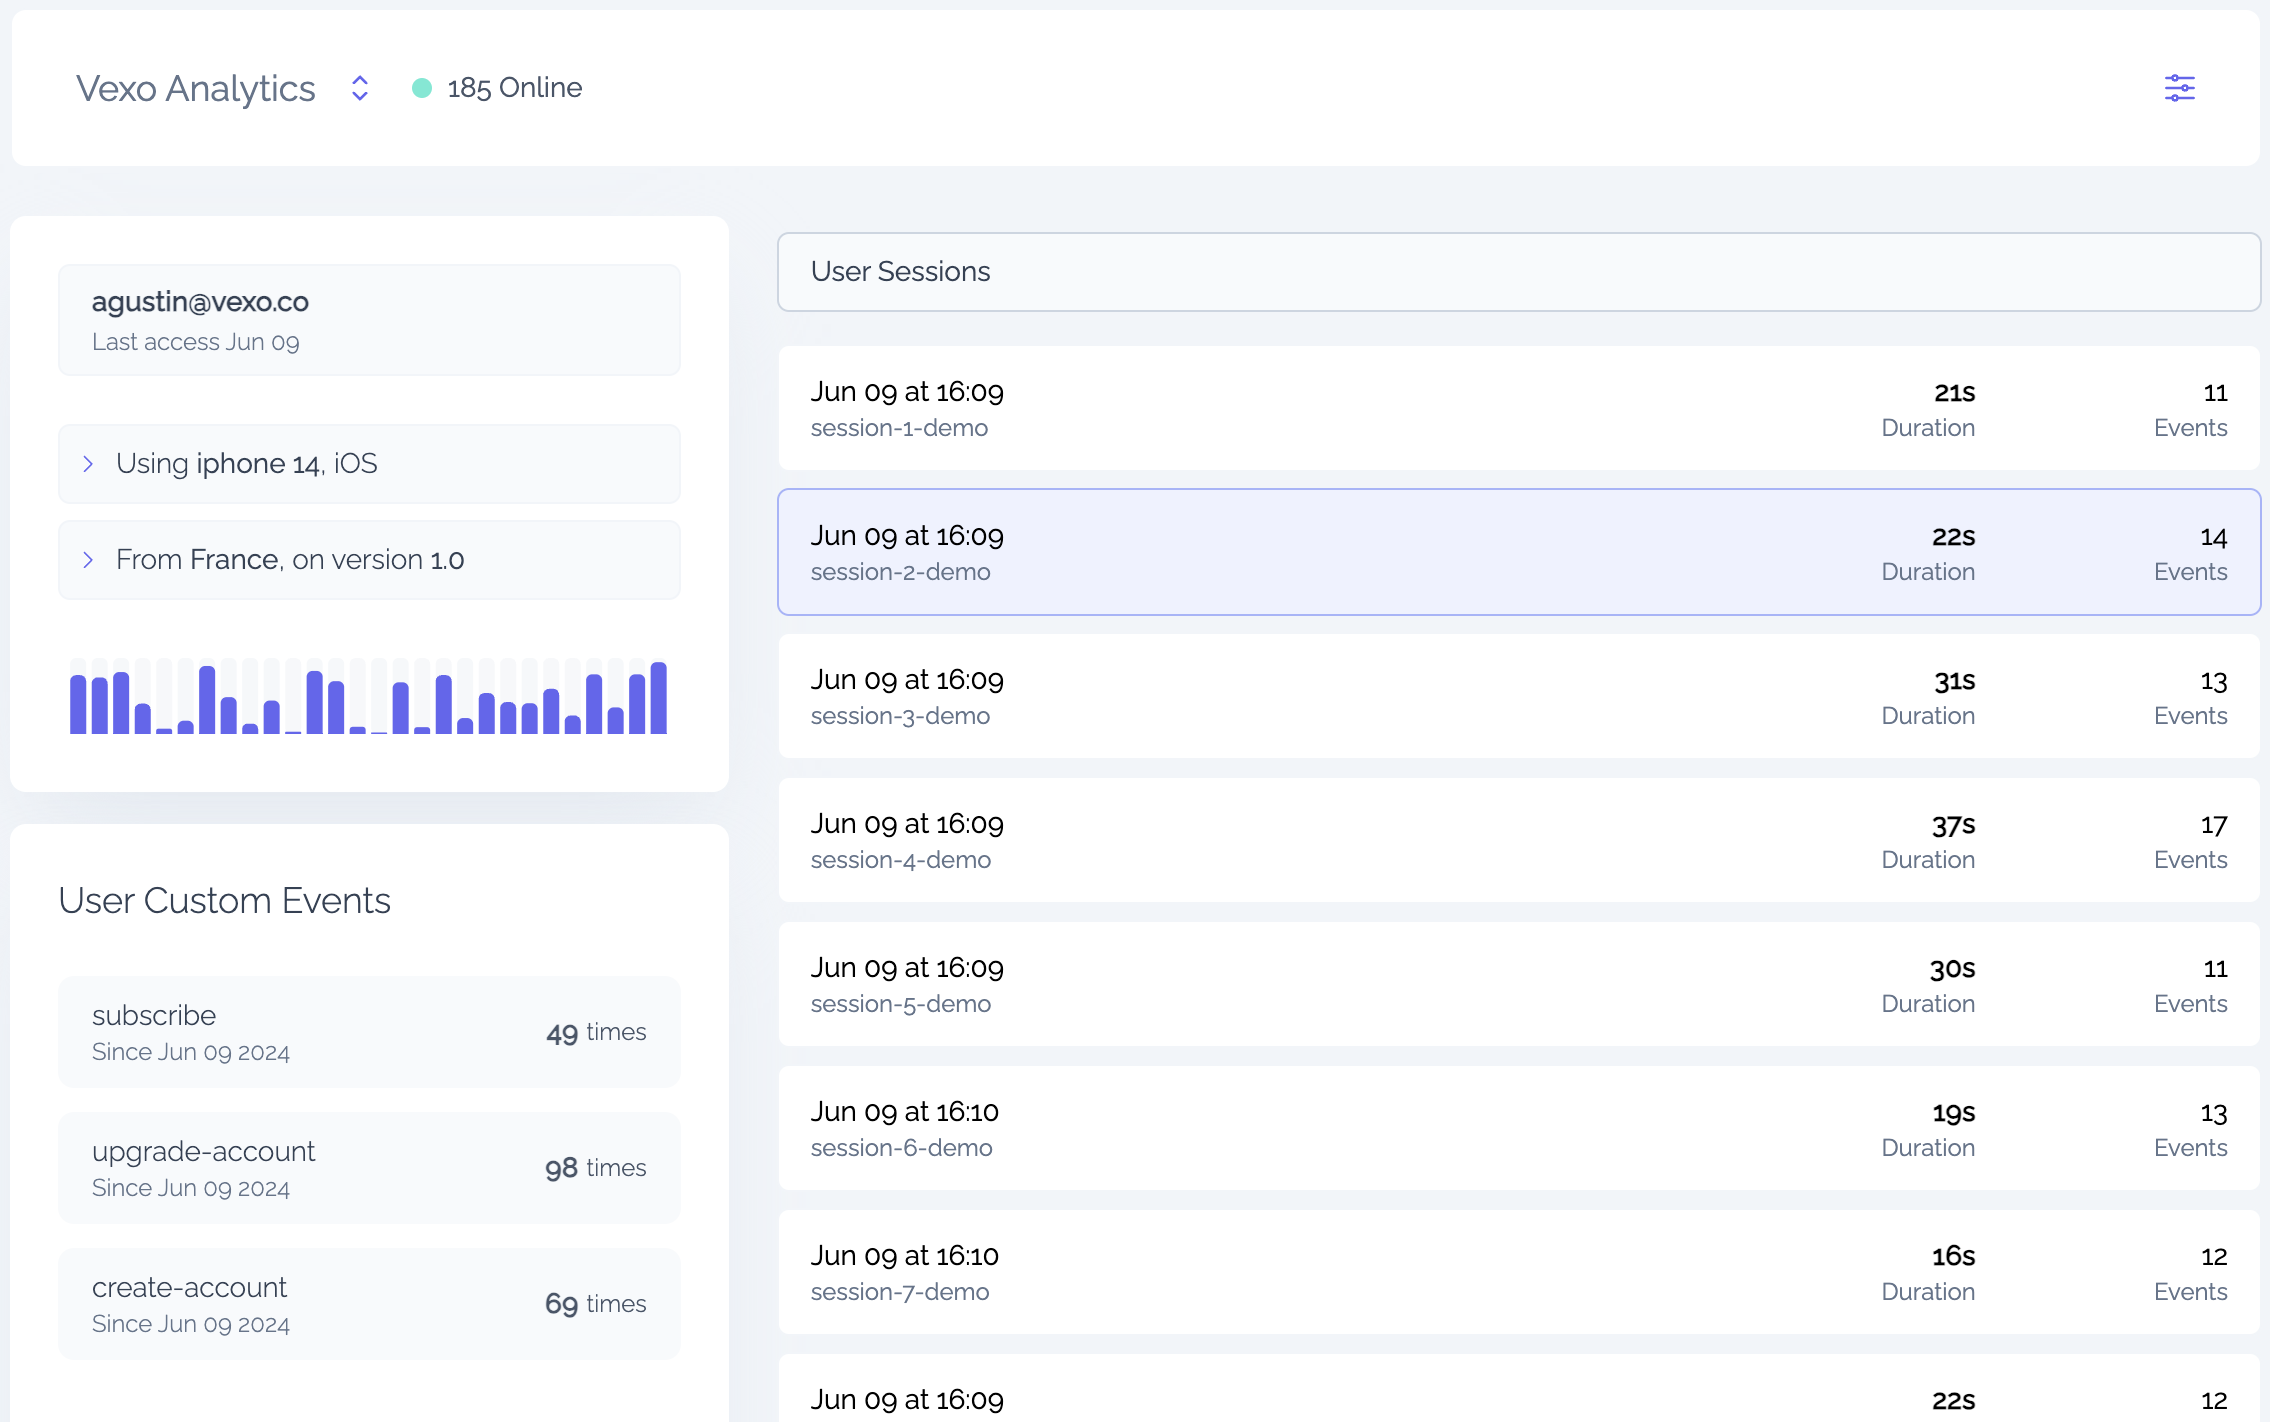 Vexo Analytics
185 Online
agustin@vexo.co
Last access Jun 09
Using iphone 14, iOS
From France, on version 1.0
User Custom Events
subscribe
Since Jun 09 2024
49 times
upgrade-account
Since Jun 09 2024
98 times
create-account
Since Jun 09 2024
69 times
User Sessions
Jun 09 at 16:09
session-1-demo
21s
Duration
11
Events
Jun 09 at 16:09
session-2-demo
22s
Duration
14
Events
Jun 09 at 16:09
session-3-demo
31s
Duration
13
Events
Jun 09 at 16:09
session-4-demo
37s
Duration
17
Events
Jun 09 at 16:09
session-5-demo
30s
Duration
11
Events
Jun 09 at 16:10
session-6-demo
19s
Duration
13
Events
Jun 09 at 16:10
session-7-demo
16s
Duration
12
Events
Jun 09 at 16:09
22s
12